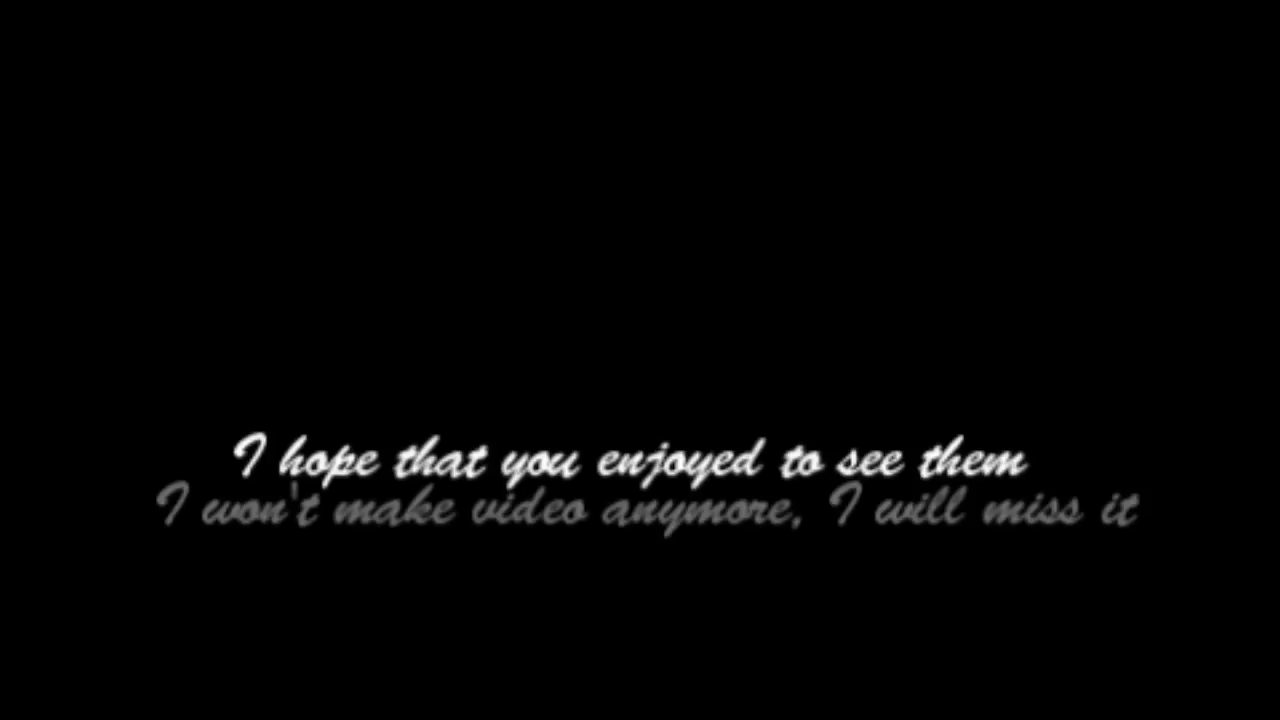 I hope that you enjoyed to see them
I won't make video anymore, I will miss it